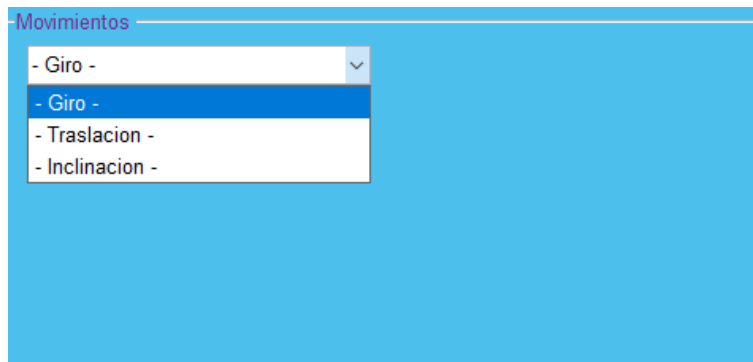 Movimientos
- Giro -
- Giro -
- Traslacion -
- Inclinacion -